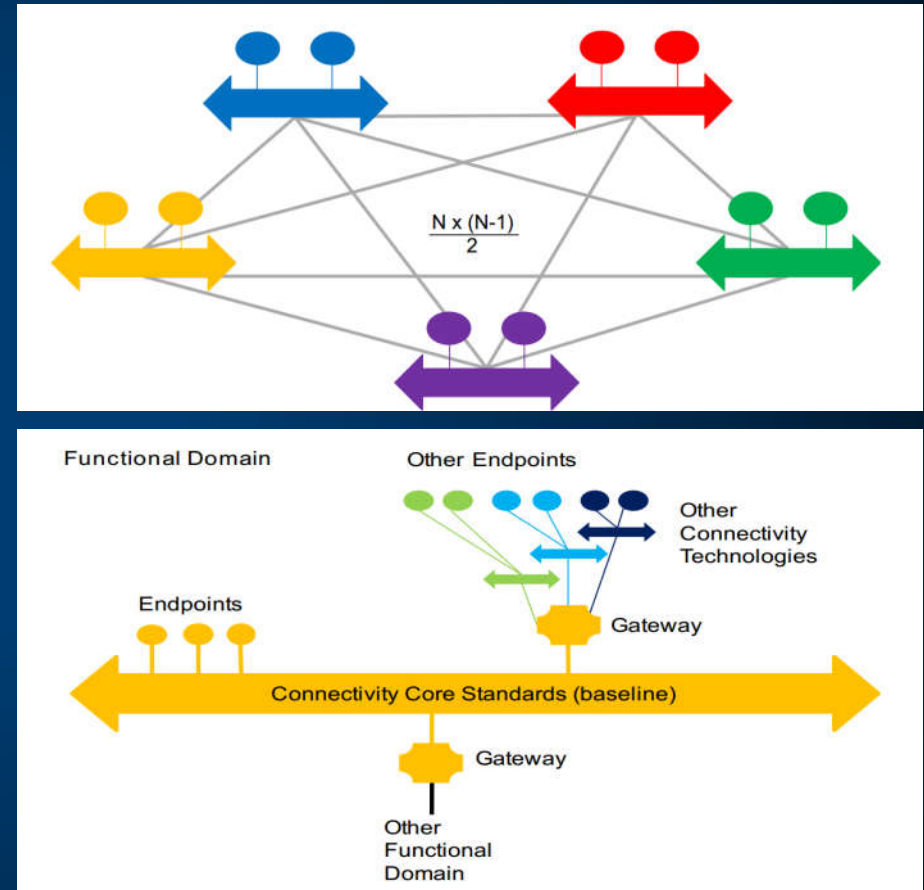 N x (N-1)
2
Functional Domain
Other Endpoints
Other
Connectivity
Technologies
Endpoints
Gateway
Connectivity Core Standards (baseline)
Gateway
Other
Functional
Domain